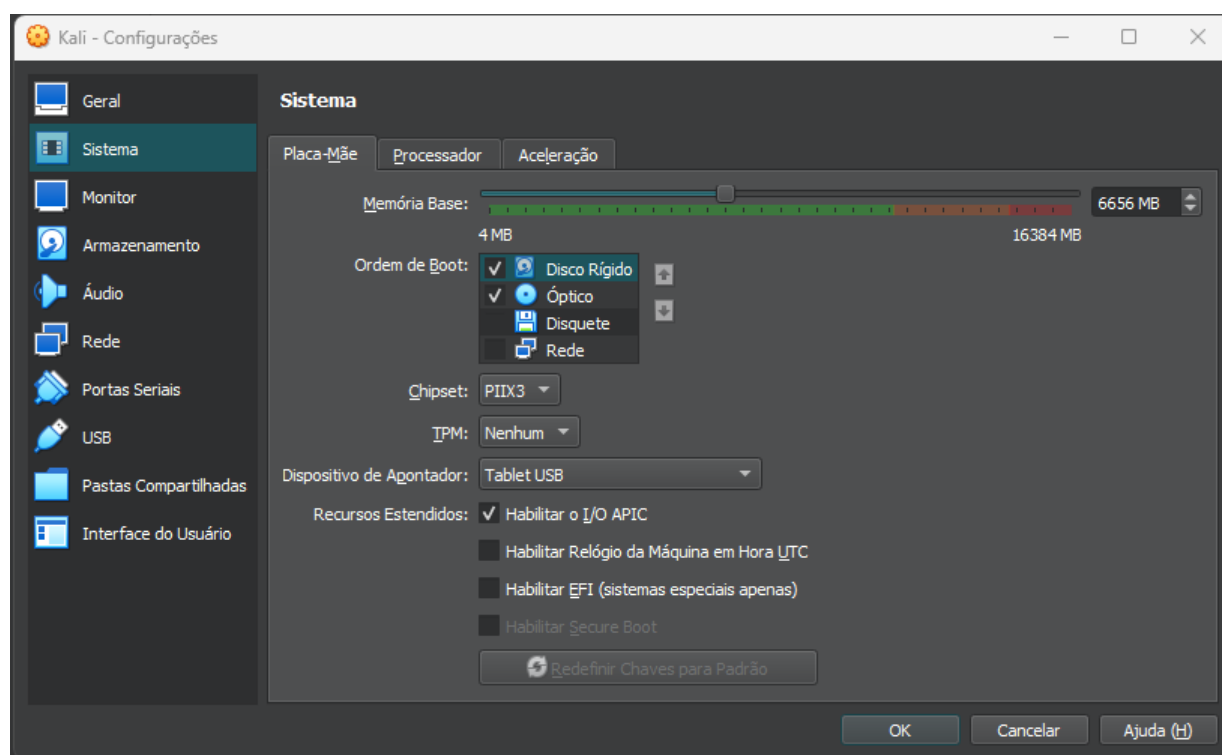 Kali - Configurações
Geral
Sistema
Monitor
Armazenamento
Áudio
Rede
Portas Seriais
USB
Pastas Compartilhadas
Interface do Usuário
Sistema
Placa-Mãe Processador Aceleração
Memória Base: 6656 MB
4 MB 16384 MB
Ordem de Boot: Disco Rígido
Óptico
Disquete
Rede
Chipset: PIIX3
TPM: Nenhum
Dispositivo de Apontador: Tablet USB
Recursos Estendidos: Habilitar o I/O APIC
Habilitar Relógio da Máquina em Hora UTC
Habilitar EFI (sistemas especiais apenas)
Habilitar Secure Boot
Redefinir Chaves para Padrão
OK Cancelar Ajuda (H)